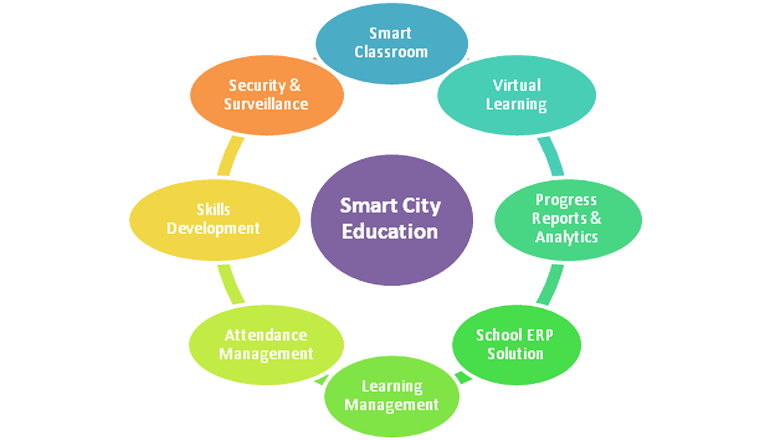 Smart
Classroom
Virtual
Learning
Progress
Reports &
Analytics
School ERP
Solution
Learning
Management
Attendance
Management
Skills
Development
Security &
Surveillance
Smart City
Education